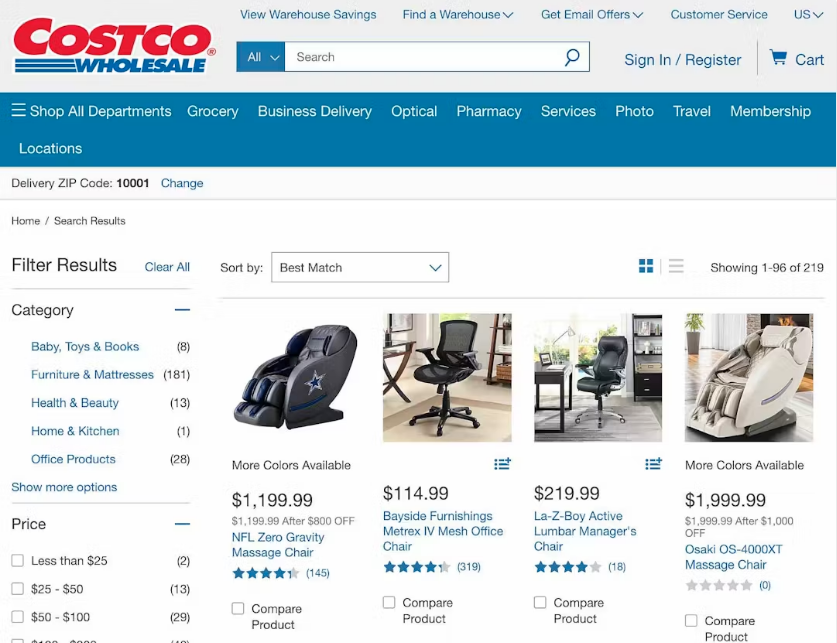 View Warehouse Savings Find a Warehouse Get Email Offers Customer Service US
COSTCO
WHOLESALE
All Search
Sign In / Register Cart
Shop All Departments Grocery Business Delivery Optical Pharmacy Services Photo Travel Membership
Locations
Delivery ZIP Code: 10001 Change
Home / Search Results
Filter Results Clear All
Sort by: Best Match Showing 1-96 of 219
Category
Baby, Toys & Books (8)
Furniture & Mattresses (181)
Health & Beauty (13)
Home & Kitchen (1)
Office Products (28)
Show more options
Price
Less than $25 (2)
$25 - $50 (13)
$50 - $100 (29)
More Colors Available
$1,199.99
$1,199.99 After $800 OFF
NFL Zero Gravity
Massage Chair
(145)
Compare
Product
$114.99
Bayside Furnishings
Metrex IV Mesh Office
Chair
(319)
Compare
Product
$219.99
La-Z-Boy Active
Lumbar Manager's
Chair
(18)
Compare
Product
More Colors Available
$1,999.99
$1,999.99 After $1,000
OFF
Osaki OS-4000XT
Massage Chair
(0)
Compare
Product